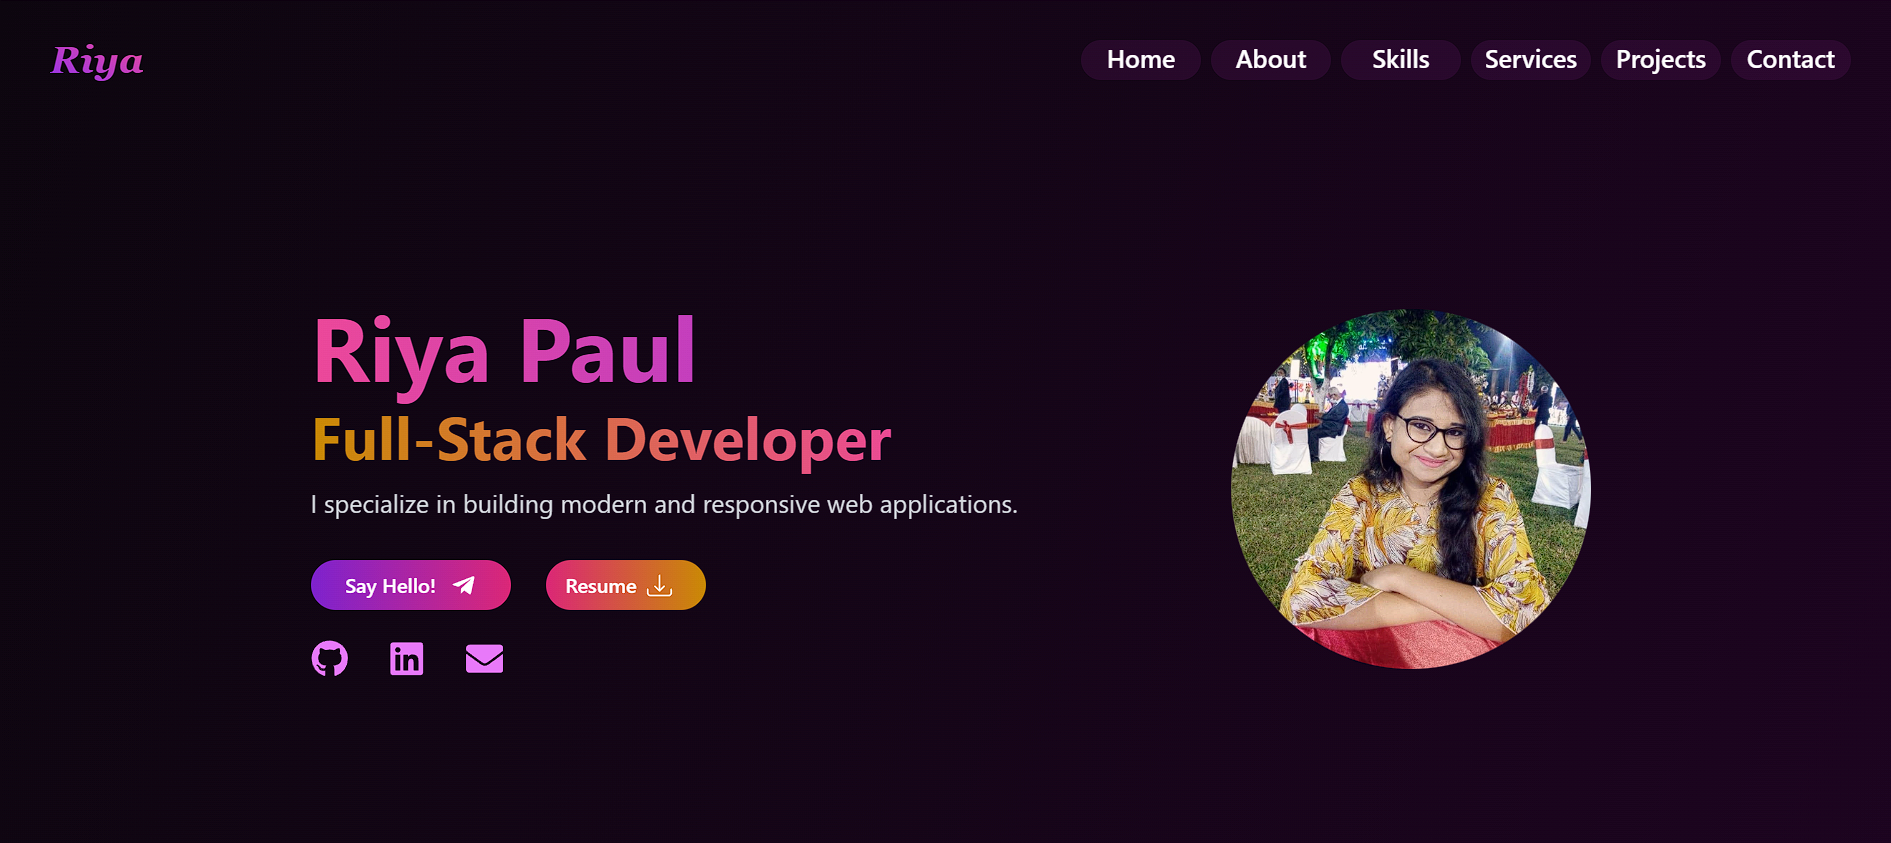 Riya
Home About Skills Services Projects Contact
Riya Paul
Full-Stack Developer
I specialize in building modern and responsive web applications.
Say Hello! Resume
in